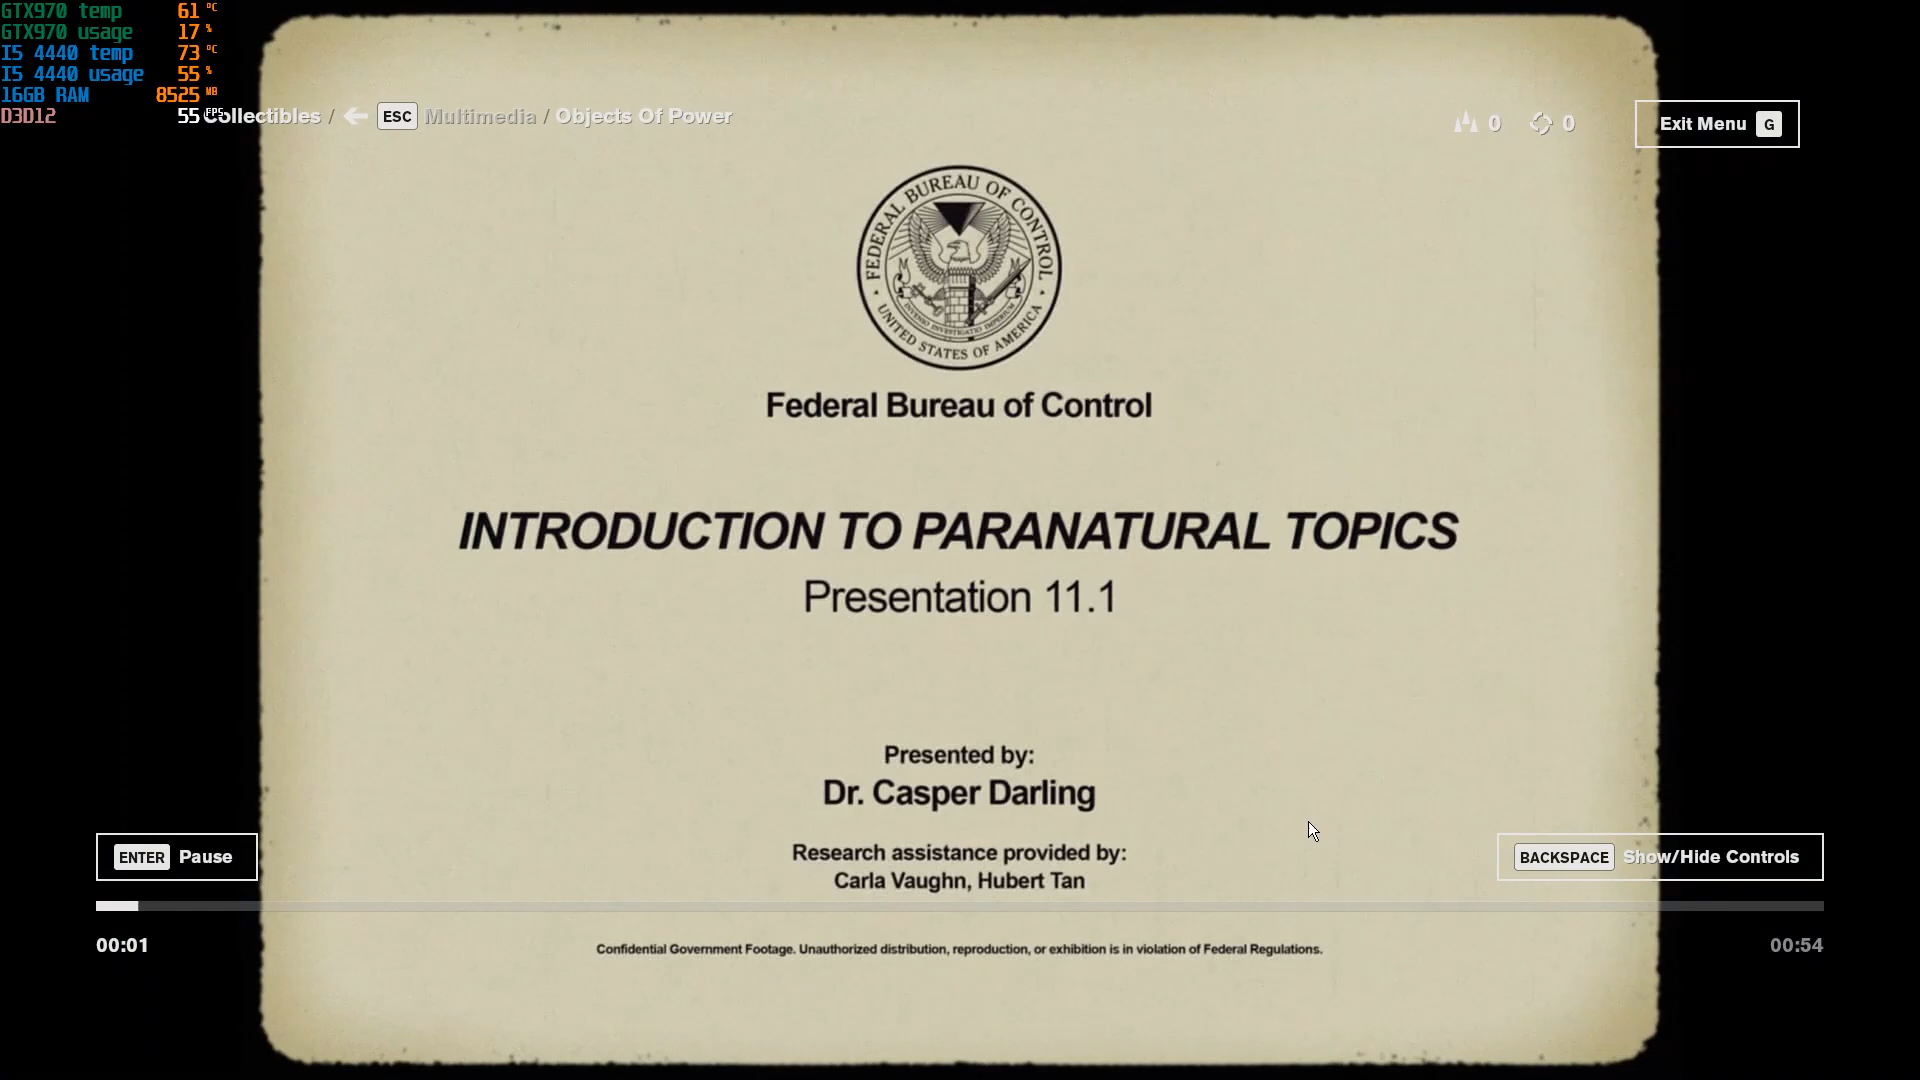 GTX970 temp 61 °C
GTX970 usage 17 %
I5 4440 temp 73 °C
I5 4440 usage 55 %
16GB RAM 8525 MB
D3D12 55 FPS
Collectibles / ESC Multimedia / Objects Of Power
0 0
Exit Menu G
FEDERAL BUREAU OF CONTROL
INVENIO INVESTIGATIO IMPERIUM
UNITED STATES OF AMERICA
Federal Bureau of Control
INTRODUCTION TO PARANATURAL TOPICS
Presentation 11.1
Presented by:
Dr. Casper Darling
Research assistance provided by:
Carla Vaughn, Hubert Tan
ENTER Pause
BACKSPACE Show/Hide Controls
00:01
00:54
Confidential Government Footage. Unauthorized distribution, reproduction, or exhibition is in violation of Federal Regulations.